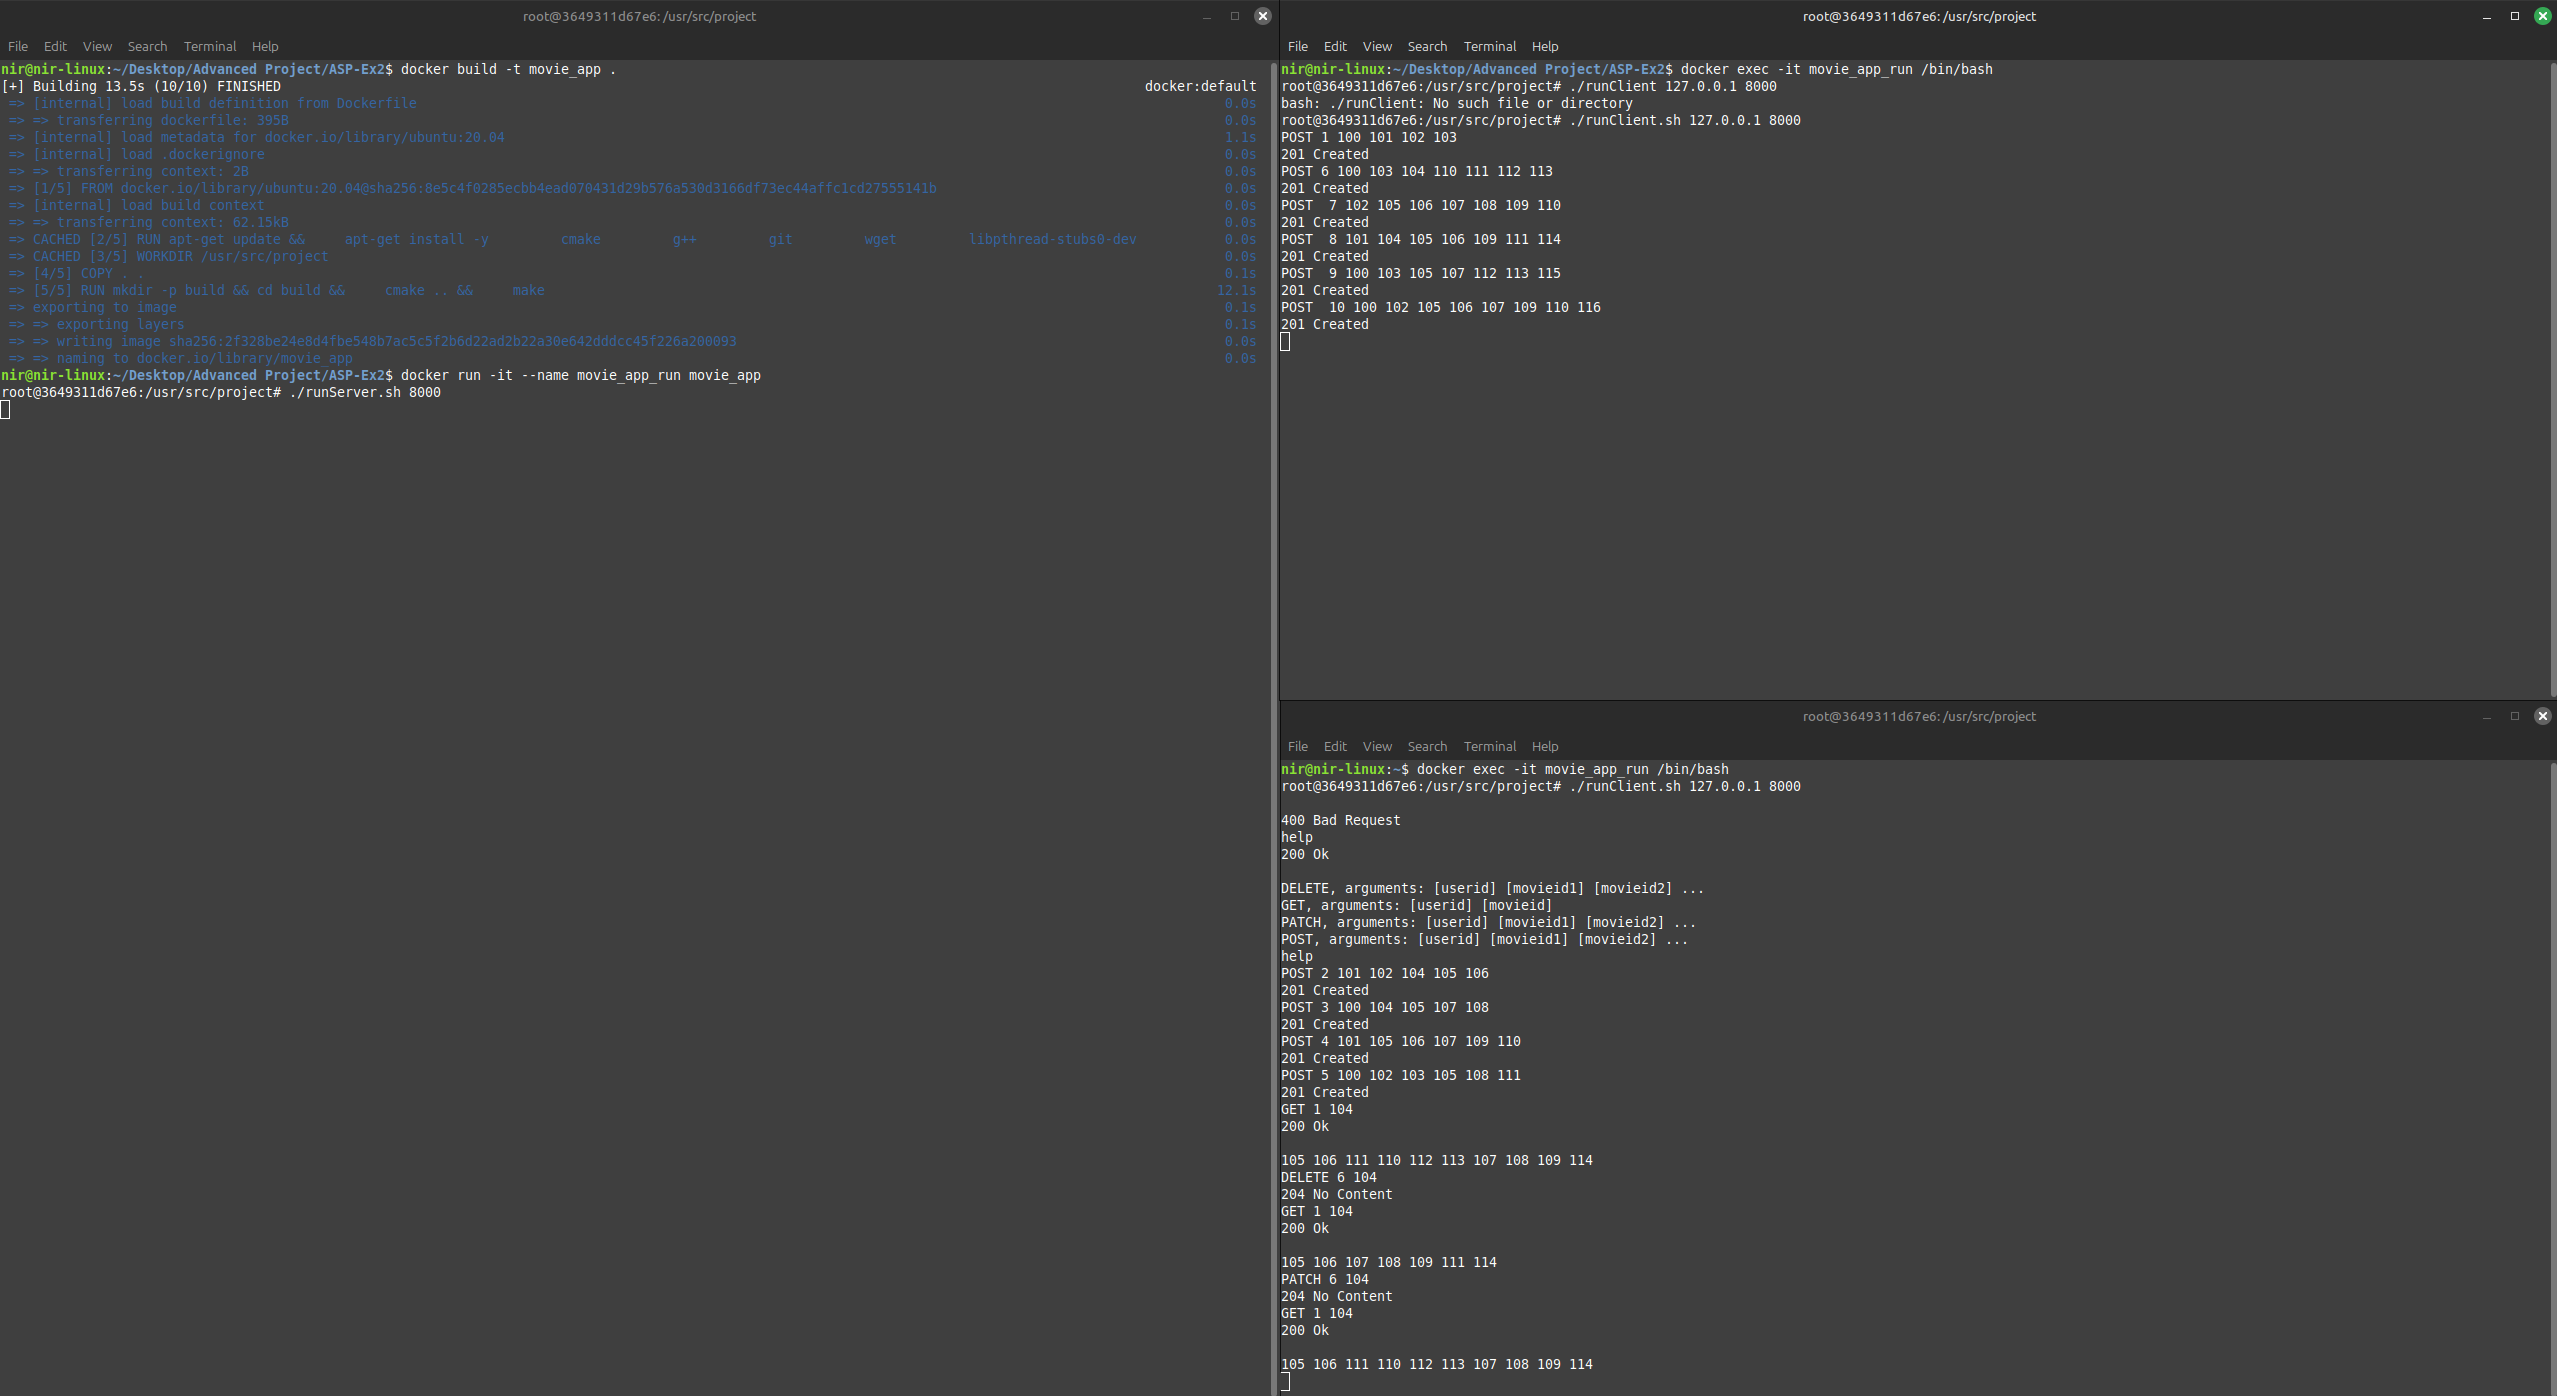 root@3649311d67e6: /usr/src/project
File Edit View Search Terminal Help
nir@nir-linux:~/Desktop/Advanced Project/ASP-Ex2$ docker build -t movie_app .
[+] Building 13.5s (10/10) FINISHED docker:default
=> [internal] load build definition from Dockerfile 0.0s
=> => transferring dockerfile: 395B 0.0s
=> [internal] load metadata for docker.io/library/ubuntu:20.04 1.1s
=> [internal] load .dockerignore 0.0s
=> => transferring context: 2B 0.0s
=> [1/5] FROM docker.io/library/ubuntu:20.04@sha256:8e5c4f0285ecbb4ead070431d29b576a530d3166df73ec44affc1cd27555141b 0.0s
=> [internal] load build context 0.0s
=> => transferring context: 62.15kB 0.0s
=> CACHED [2/5] RUN apt-get update && apt-get install -y cmake g++ git wget libpthread-stubs0-dev 0.0s
=> CACHED [3/5] WORKDIR /usr/src/project 0.0s
=> [4/5] COPY . . 0.1s
=> [5/5] RUN mkdir -p build && cd build && cmake .. && make 12.1s
=> exporting to image 0.1s
=> => exporting layers 0.1s
=> => writing image sha256:2f328be24e8d4fbe548b7ac5c5f2b6d22ad2b22a30e642dddcc45f226a200093 0.0s
=> => naming to docker.io/library/movie_app 0.0s
nir@nir-linux:~/Desktop/Advanced Project/ASP-Ex2$ docker run -it --name movie_app_run movie_app
root@3649311d67e6:/usr/src/project# ./runServer.sh 8000
root@3649311d67e6: /usr/src/project
File Edit View Search Terminal Help
nir@nir-linux:~/Desktop/Advanced Project/ASP-Ex2$ docker exec -it movie_app_run /bin/bash
root@3649311d67e6:/usr/src/project# ./runClient 127.0.0.1 8000
bash: ./runClient: No such file or directory
root@3649311d67e6:/usr/src/project# ./runClient.sh 127.0.0.1 8000
POST 1 100 101 102 103
201 Created
POST 6 100 103 104 110 111 112 113
201 Created
POST  7 102 105 106 107 108 109 110
201 Created
POST  8 101 104 105 106 109 111 114
201 Created
POST  9 100 103 105 107 112 113 115
201 Created
POST  10 100 102 105 106 107 109 110 116
201 Created
root@3649311d67e6: /usr/src/project
File Edit View Search Terminal Help
nir@nir-linux:~$ docker exec -it movie_app_run /bin/bash
root@3649311d67e6:/usr/src/project# ./runClient.sh 127.0.0.1 8000
400 Bad Request
help
200 Ok
DELETE, arguments: [userid] [movieid1] [movieid2] ...
GET, arguments: [userid] [movieid]
PATCH, arguments: [userid] [movieid1] [movieid2] ...
POST, arguments: [userid] [movieid1] [movieid2] ...
help
POST 2 101 102 104 105 106
201 Created
POST 3 100 104 105 107 108
201 Created
POST 4 101 105 106 107 109 110
201 Created
POST 5 100 102 103 105 108 111
201 Created
GET 1 104
200 Ok
105 106 111 110 112 113 107 108 109 114
DELETE 6 104
204 No Content
GET 1 104
200 Ok
105 106 107 108 109 111 114
PATCH 6 104
204 No Content
GET 1 104
200 Ok
105 106 111 110 112 113 107 108 109 114